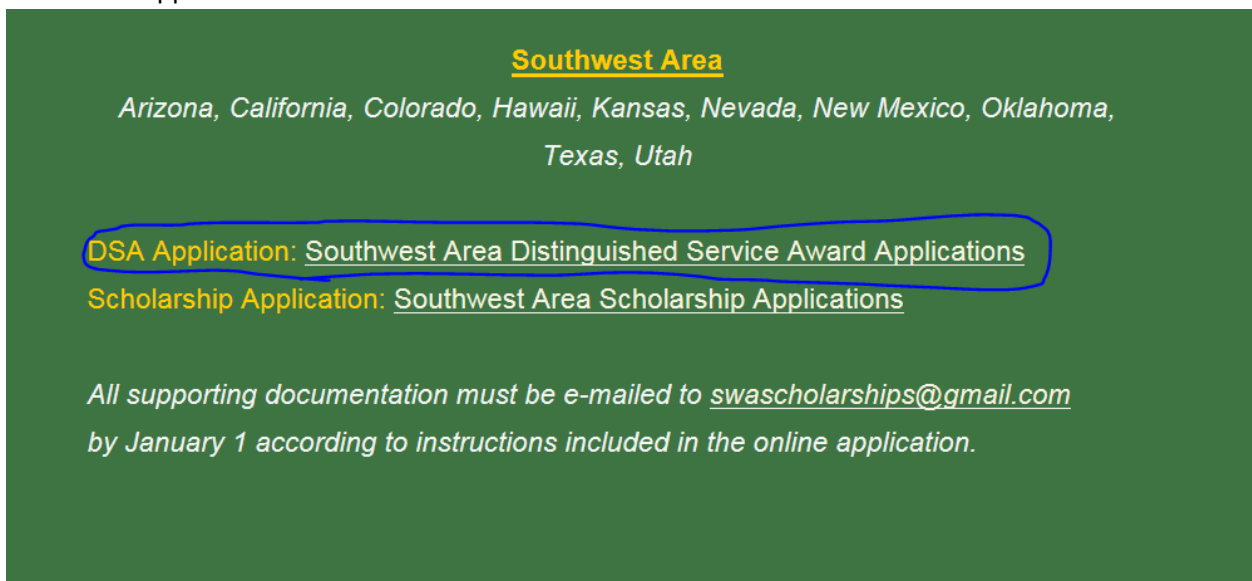 Southwest Area
Arizona, California, Colorado, Hawaii, Kansas, Nevada, New Mexico, Oklahoma,
Texas, Utah
DSA Application: Southwest Area Distinguished Service Award Applications
Scholarship Application: Southwest Area Scholarship Applications
All supporting documentation must be e-mailed to swascholarships@gmail.com
by January 1 according to instructions included in the online application.